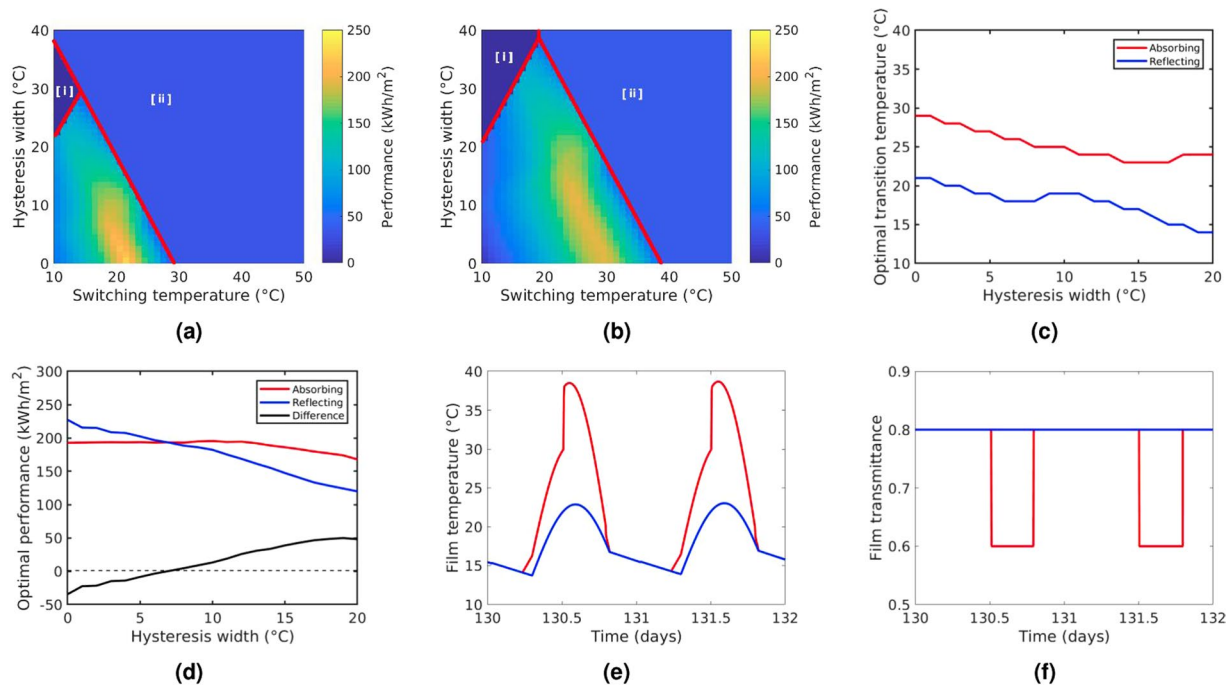 Hysteresis width (°C)
40
30
20
10
0
[i]
[ii]
10 20 30 40 50
Switching temperature (°C)
250
200
150
100
50
0
Performance (kWh/m²)
(a)
Hysteresis width (°C)
40
30
20
10
0
[i]
[ii]
10 20 30 40 50
Switching temperature (°C)
250
200
150
100
50
0
Performance (kWh/m²)
(b)
Optimal transition temperature (°C)
40
35
30
25
20
15
10
Absorbing
Reflecting
0 5 10 15 20
Hysteresis width (°C)
(c)
Optimal performance (kWh/m²)
300
250
200
150
100
50
0
-50
Absorbing
Reflecting
Difference
0 5 10 15 20
Hysteresis width (°C)
(d)
Film temperature (°C)
40
35
30
25
20
15
10
130 130.5 131 131.5 132
Time (days)
(e)
Film transmittance
0.9
0.8
0.7
0.6
0.5
130 130.5 131 131.5 132
Time (days)
(f)